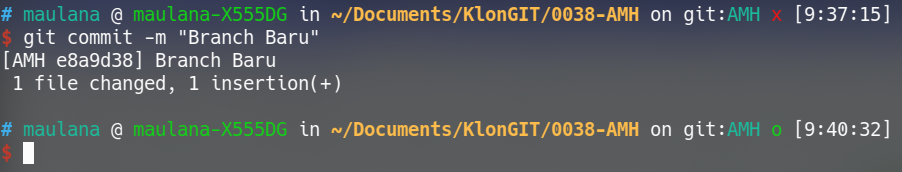 # maulana @ maulana-X555DG in ~/Documents/KlonGIT/0038-AMH on git:AMH x [9:37:15]
$ git commit -m "Branch Baru"
[AMH e8a9d38] Branch Baru
 1 file changed, 1 insertion(+)
# maulana @ maulana-X555DG in ~/Documents/KlonGIT/0038-AMH on git:AMH o [9:40:32]
$